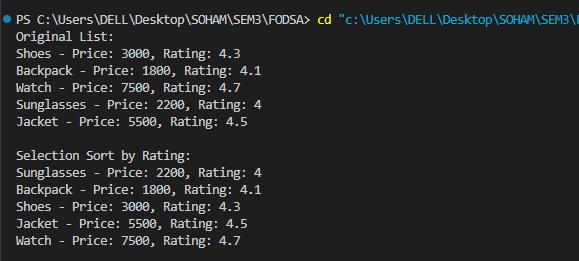 PS C:\Users\DELL\Desktop\SOHAM\SEM3\FODSA> cd "c:\Users\DELL\Desktop\SOHAM\SEM3\
Original List:
Shoes - Price: 3000, Rating: 4.3
Backpack - Price: 1800, Rating: 4.1
Watch - Price: 7500, Rating: 4.7
Sunglasses - Price: 2200, Rating: 4
Jacket - Price: 5500, Rating: 4.5

Selection Sort by Rating:
Sunglasses - Price: 2200, Rating: 4
Backpack - Price: 1800, Rating: 4.1
Shoes - Price: 3000, Rating: 4.3
Jacket - Price: 5500, Rating: 4.5
Watch - Price: 7500, Rating: 4.7